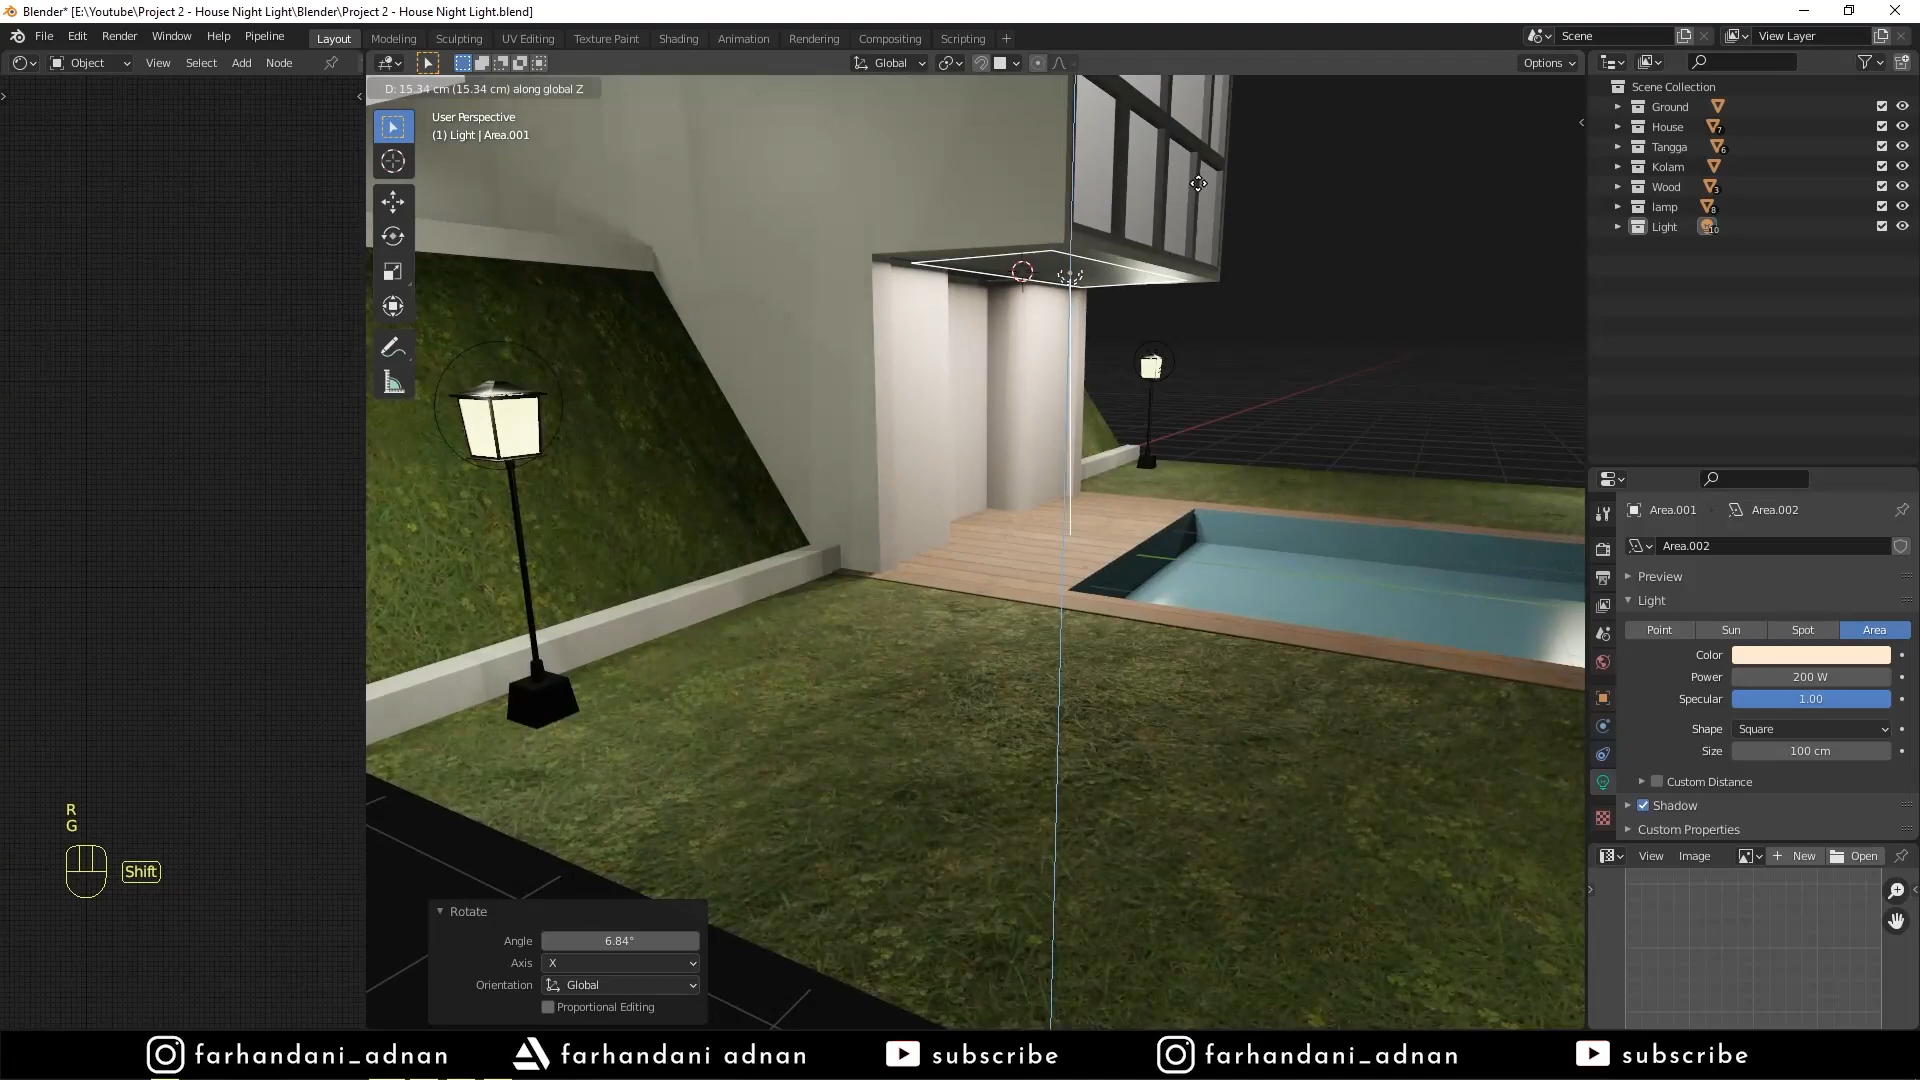 Blender* [E:\Youtube\Project 2 - House Night Light\Blender\Project 2 - House Night Light.blend]
File Edit Render Window Help Pipeline Layout Modeling Sculpting UV Editing Texture Paint Shading Animation Rendering Compositing Scripting + Scene View Layer
Object View Select Add Node Global Options
D: 15.34 cm (15.34 cm) along global Z
User Perspective
(1) Light | Area.001
Scene Collection
Ground
House 7
Tangga 6
Kolam
Wood 3
lamp 8
Light 10
Area.001 Area.002
Area.002
Preview
Light
Point Sun Spot Area
Color
Power 200 W
Specular 1.00
Shape Square
Size 100 cm
Custom Distance
Shadow
Custom Properties
View Image New Open
R
G
Shift
Rotate
Angle 6.84°
Axis X
Orientation Global
Proportional Editing
farhandani_adnan farhandani adnan subscribe farhandani_adnan subscribe